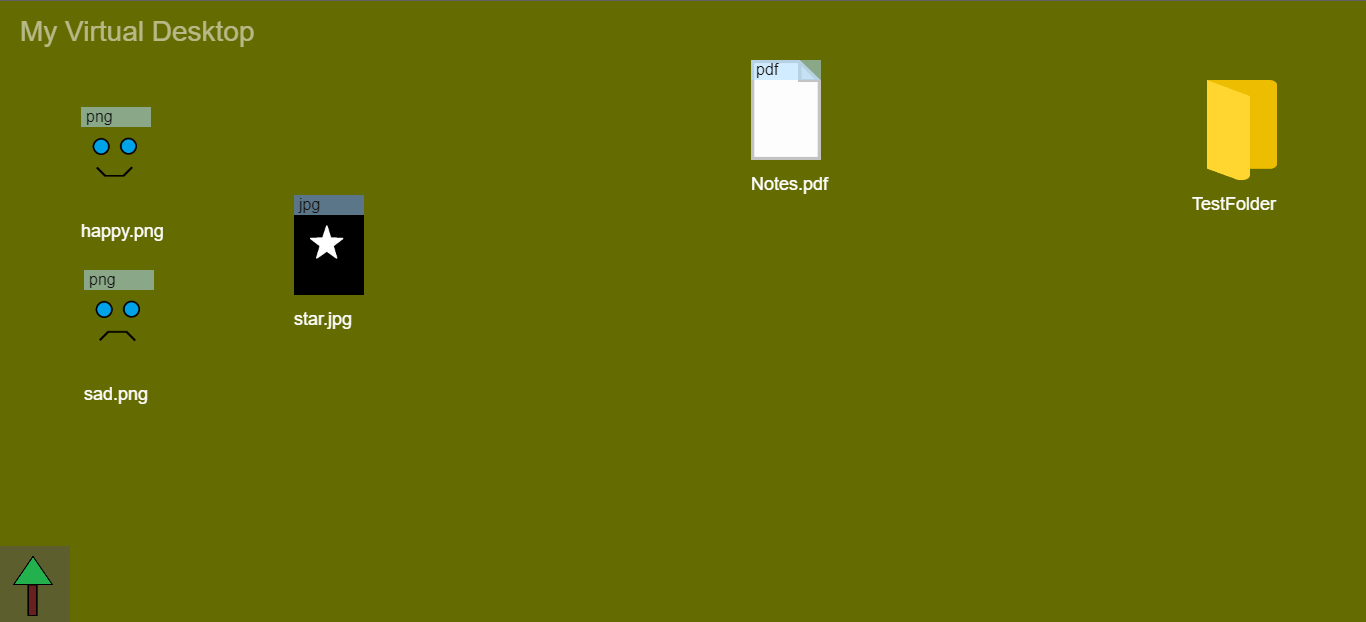 My Virtual Desktop
pdf
Notes.pdf
TestFolder
png
happy.png
jpg
star.jpg
png
sad.png